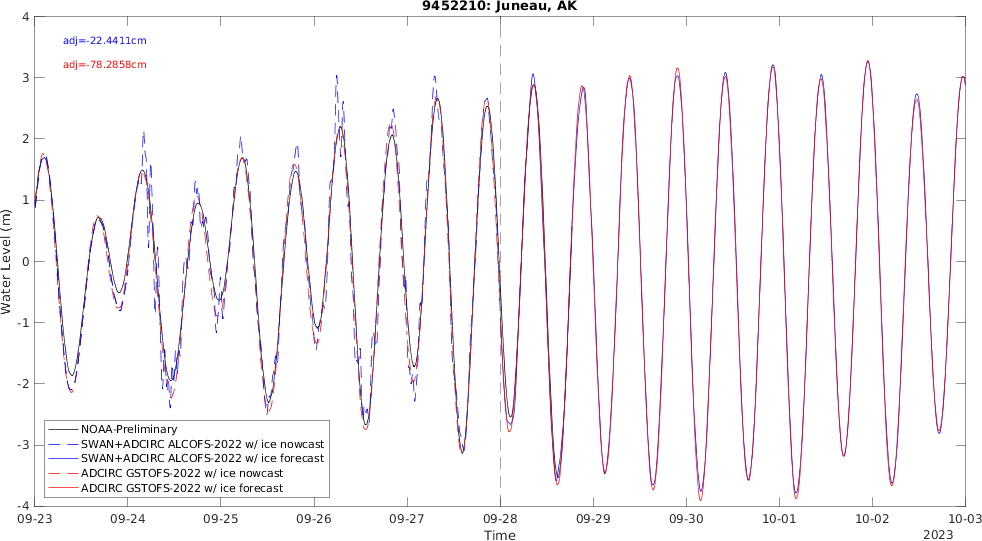 9452210: Juneau, AK
adj=-22.4411cm
adj=-78.2858cm
Water Level (m)
4
3
2
1
0
-1
-2
-3
-4
NOAA-Preliminary
SWAN+ADCIRC ALCOFS-2022 w/ ice nowcast
SWAN+ADCIRC ALCOFS-2022 w/ ice forecast
ADCIRC GSTOFS-2022 w/ ice nowcast
ADCIRC GSTOFS-2022 w/ ice forecast
09-23 09-24 09-25 09-26 09-27 09-28 09-29 09-30 10-01 10-02 10-03
Time
2023